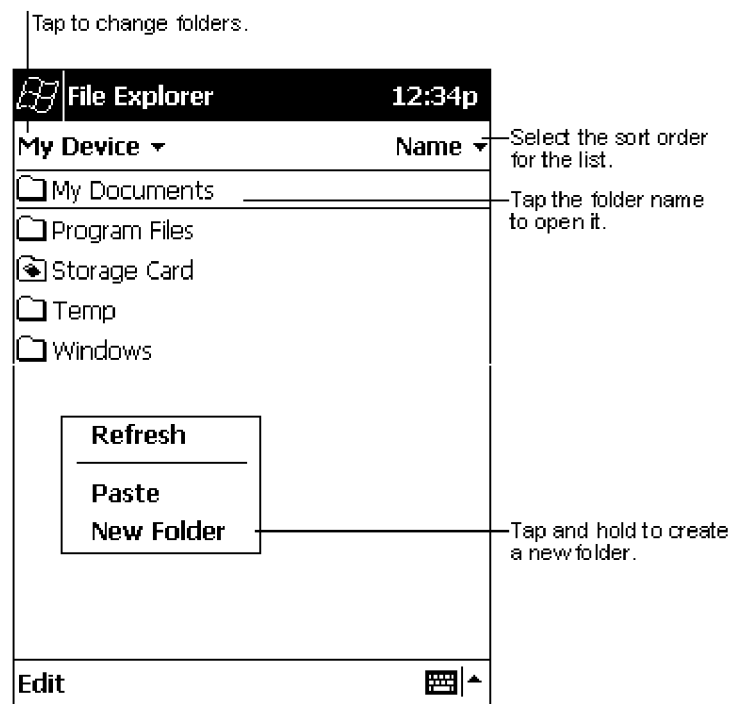 Tap to change folders.
File Explorer 12:34p
My Device Name
Select the sort order
for the list.
My Documents
Tap the folder name
to open it.
Program Files
Storage Card
Temp
Windows
Refresh
Paste
New Folder
Tap and hold to create
a new folder.
Edit